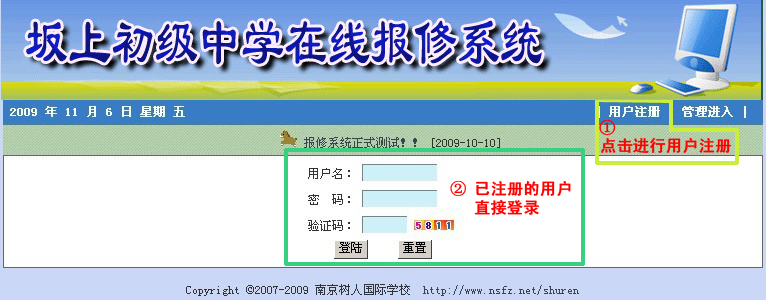 坂上初级中学在线报修系统
2009 年 11 月 6 日 星期 五
| 用户注册 管理进入 |
①
点击进行用户注册
报修系统正式测试！！ [2009-10-10]
用户名：
密 码：
验证码： 5811
② 已注册的用户
直接登录
登陆 重置
Copyright ©2007-2009 南京树人国际学校 http://www.nsfz.net/shuren